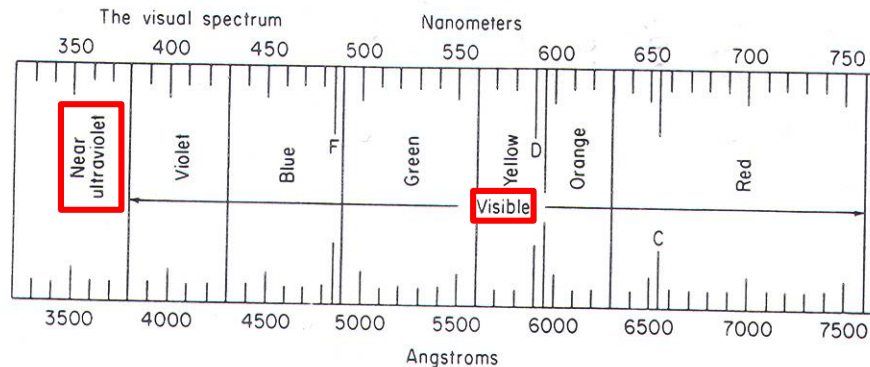 The visual spectrum
Nanometers
350 400 450 500 550 590 600 650 700 750
Near
ultraviolet
Violet
Blue
F
Green
Yellow
D
Orange
Red
Visible
C
3500 4000 4500 5000 5500 6000 6500 7000 7500
Angstroms